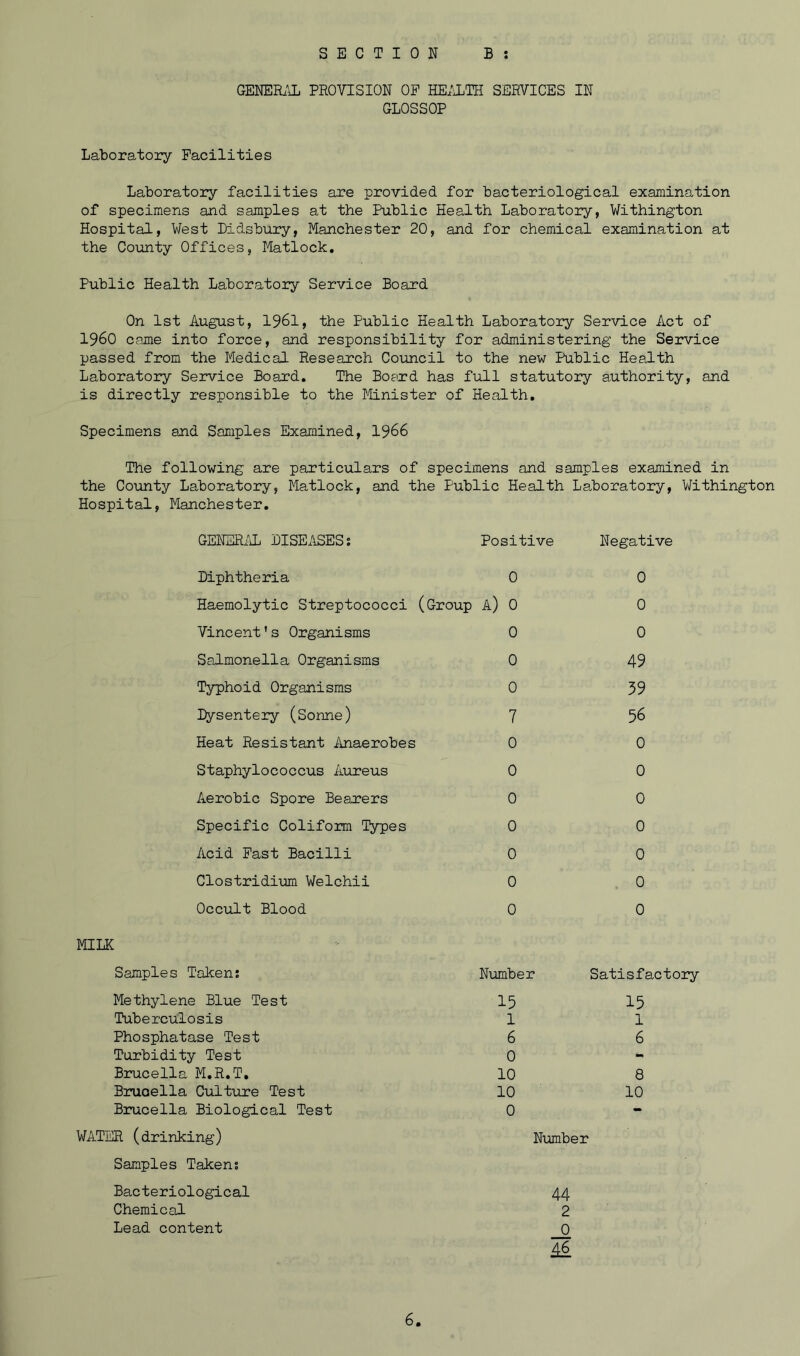 SECTION B:
GENERAL PROVISION OF HEALTH SERVICES IN
GLOSSOP
Laboratory Facilities
Laboratory facilities are provided for bacteriological examination
of specimens and samples at the Public Health Laboratory, Withington
Hospital, West Didsbury, Manchester 20, and for chemical examination at
the County Offices, Matlock.
Public Health Laboratory Service Board
On 1st August, 1961, the Public Health Laboratory Service Act of
1960 came into force, and responsibility for administering the Service
passed from the Medical Research Council to the new Public Health
Laboratory Service Board. The Board has full statutory authority, and
is directly responsible to the Minister of Health.
Specimens and Samples Examined, 1966
The following are particulars of specimens and samples examined in
the County Laboratory, Matlock, and the Public Health Laboratory, Withington
Hospital, Manchester.
GENERAL DISEASES: Positive Negative
Diphtheria 0 0
Haemolytic Streptococci (Group A) 0 0
Vincent's Organisms 0 0
Salmonella Organisms 0 49
Typhoid Organisms 0 39
Dysentery (Sonne) 7 56
Heat Resistant Anaerobes 0 0
Staphylococcus Aureus 0 0
Aerobic Spore Bearers 0 0
Specific Coliform Types 0 0
Acid Fast Bacilli 0 0
Clostridium Welchii 0 0
Occult Blood 0 0
MILK
Samples Taken: Number Satisfactory
Methylene Blue Test 15 15
Tuberculosis 1 1
Phosphatase Test 6 6
Turbidity Test 0 -
Brucella M.R.T. 10 8
Brucella Culture Test 10 10
Brucella Biological Test 0 -
WATER (drinking) Number
Samples Taken:
Bacteriological 44
Chemical 2
Lead content 0
46
6.